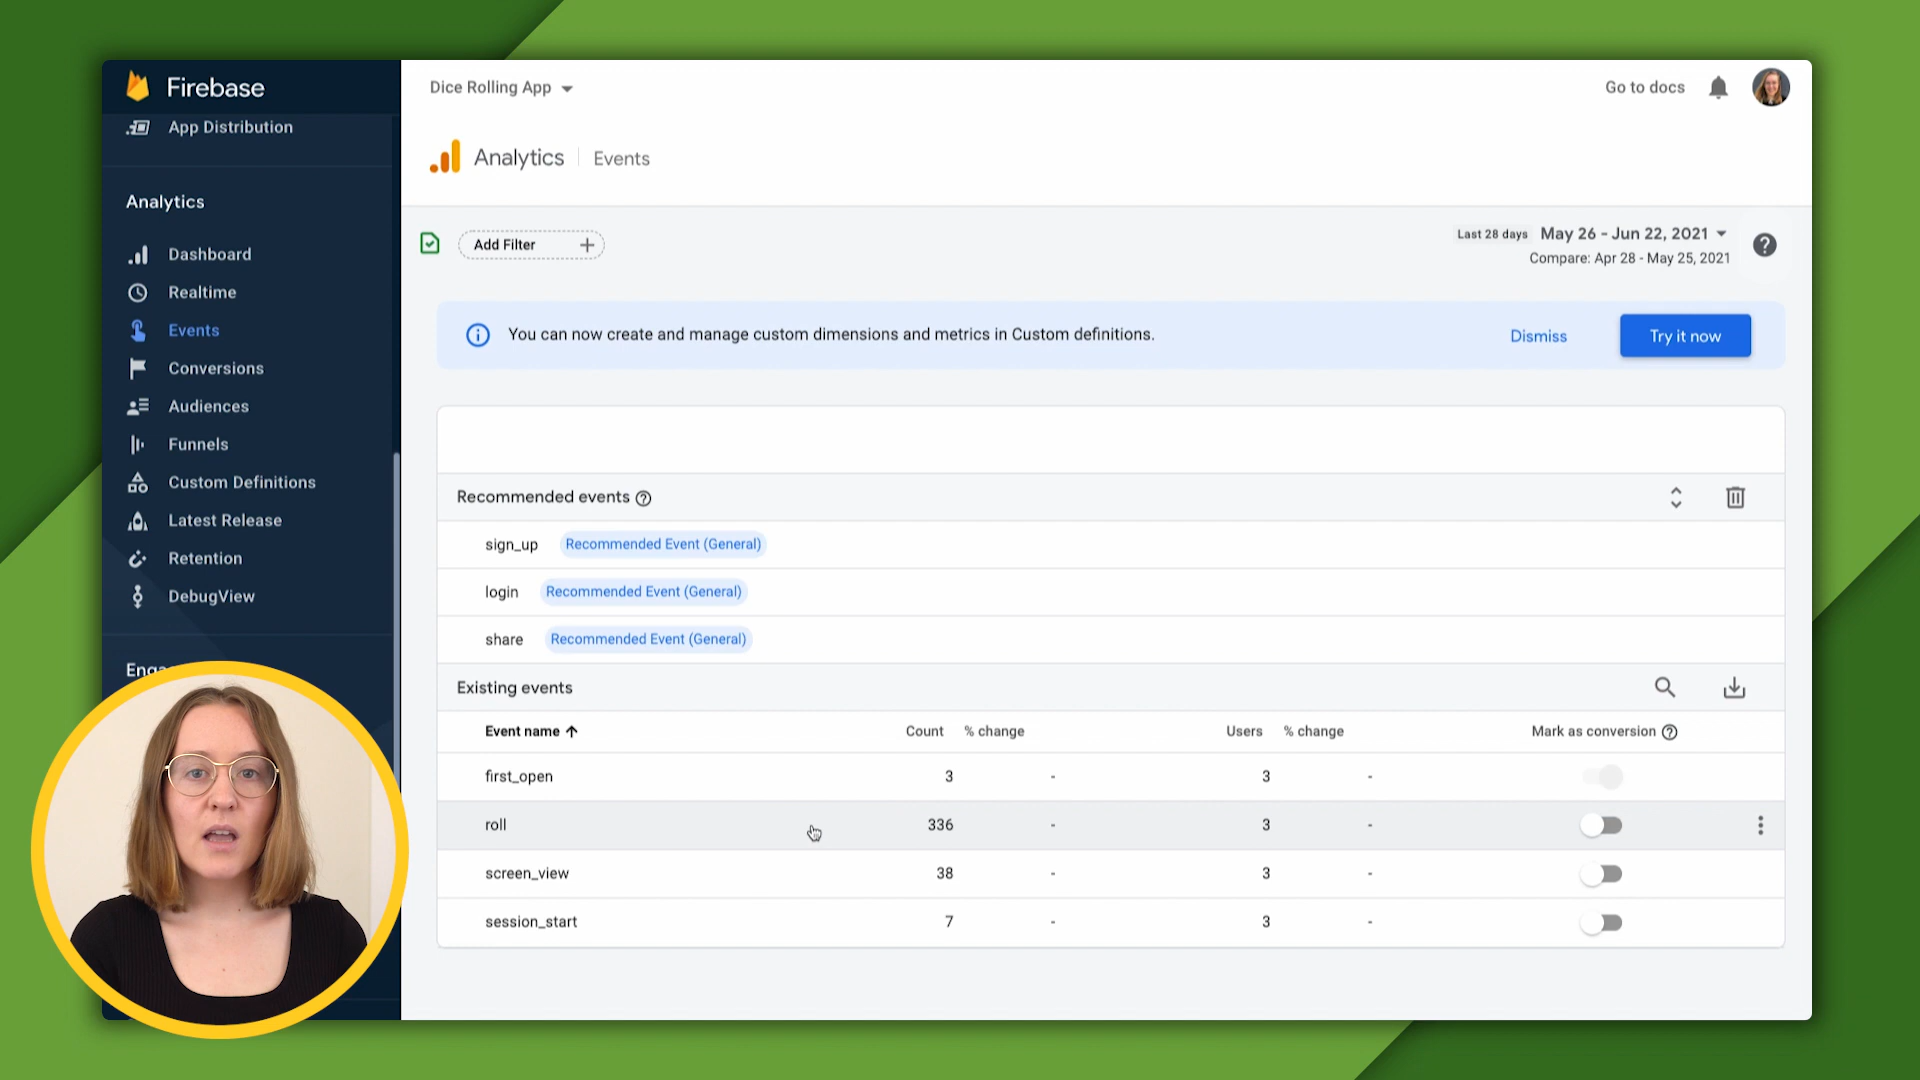 Firebase
App Distribution
Analytics
Dashboard
Realtime
Events
Conversions
Audiences
Funnels
Custom Definitions
Latest Release
Retention
DebugView
Dice Rolling App
Go to docs
Analytics Events
Add Filter
Last 28 days May 26 - Jun 22, 2021
Compare: Apr 28 - May 25, 2021
You can now create and manage custom dimensions and metrics in Custom definitions.
Dismiss
Try it now
Recommended events
sign_up Recommended Event (General)
login Recommended Event (General)
share Recommended Event (General)
Existing events
Event name Count % change Users % change Mark as conversion
first_open 3 - 3 -
roll 336 - 3 -
screen_view 38 - 3 -
session_start 7 - 3 -